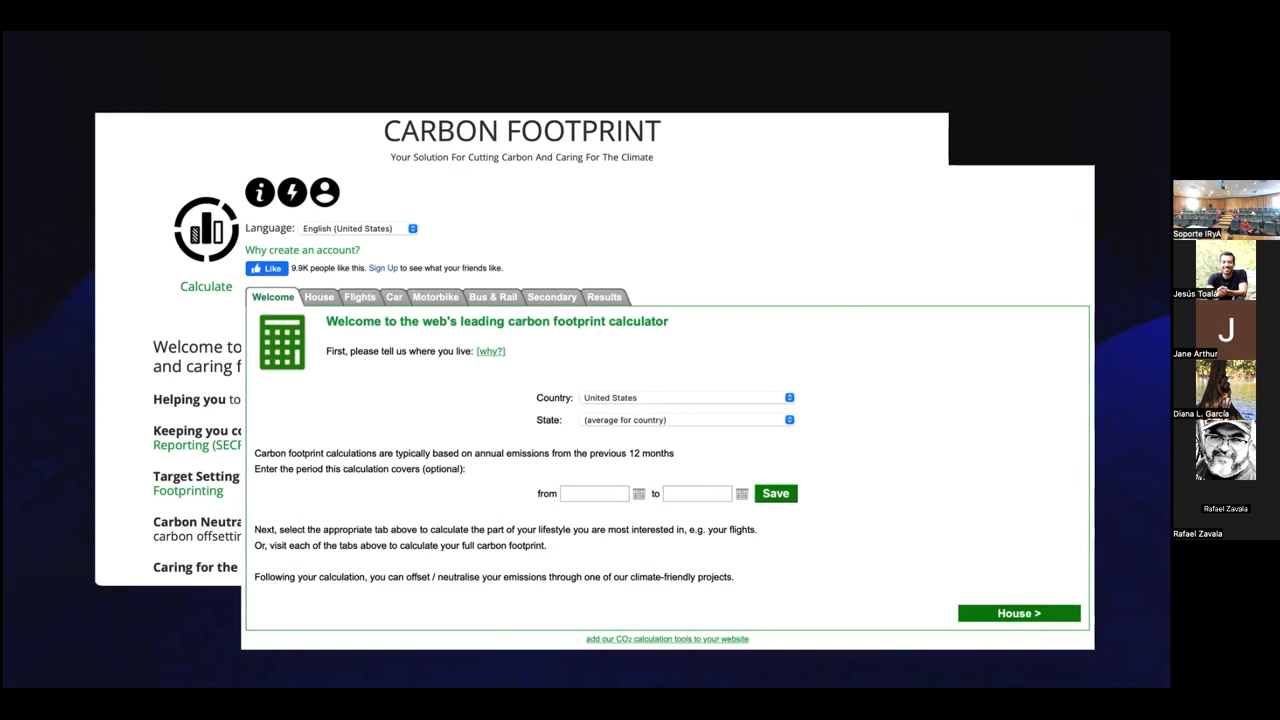 CARBON FOOTPRINT
Your Solution For Cutting Carbon And Caring For The Climate
Calculate
Welcome to
and caring f
Helping you to
Keeping you co
Reporting (SECR
Target Setting
Footprinting
Carbon Neutra
carbon offsettin
Caring for the
Language: English (United States)
Why create an account?
Like 9.9K people like this. Sign Up to see what your friends like.
Welcome House Flights Car Motorbike Bus & Rail Secondary Results
Welcome to the web's leading carbon footprint calculator
First, please tell us where you live: [why?]
Country: United States
State: (average for country)
Carbon footprint calculations are typically based on annual emissions from the previous 12 months
Enter the period this calculation covers (optional):
from to Save
Next, select the appropriate tab above to calculate the part of your lifestyle you are most interested in, e.g. your flights.
Or, visit each of the tabs above to calculate your full carbon footprint.
Following your calculation, you can offset / neutralise your emissions through one of our climate-friendly projects.
House >
add our CO₂ calculation tools to your website
Soporte IRyA
Jesús Toalá
J
Jane Arthur
Diana L. García
Rafael Zavala
Rafael Zavala